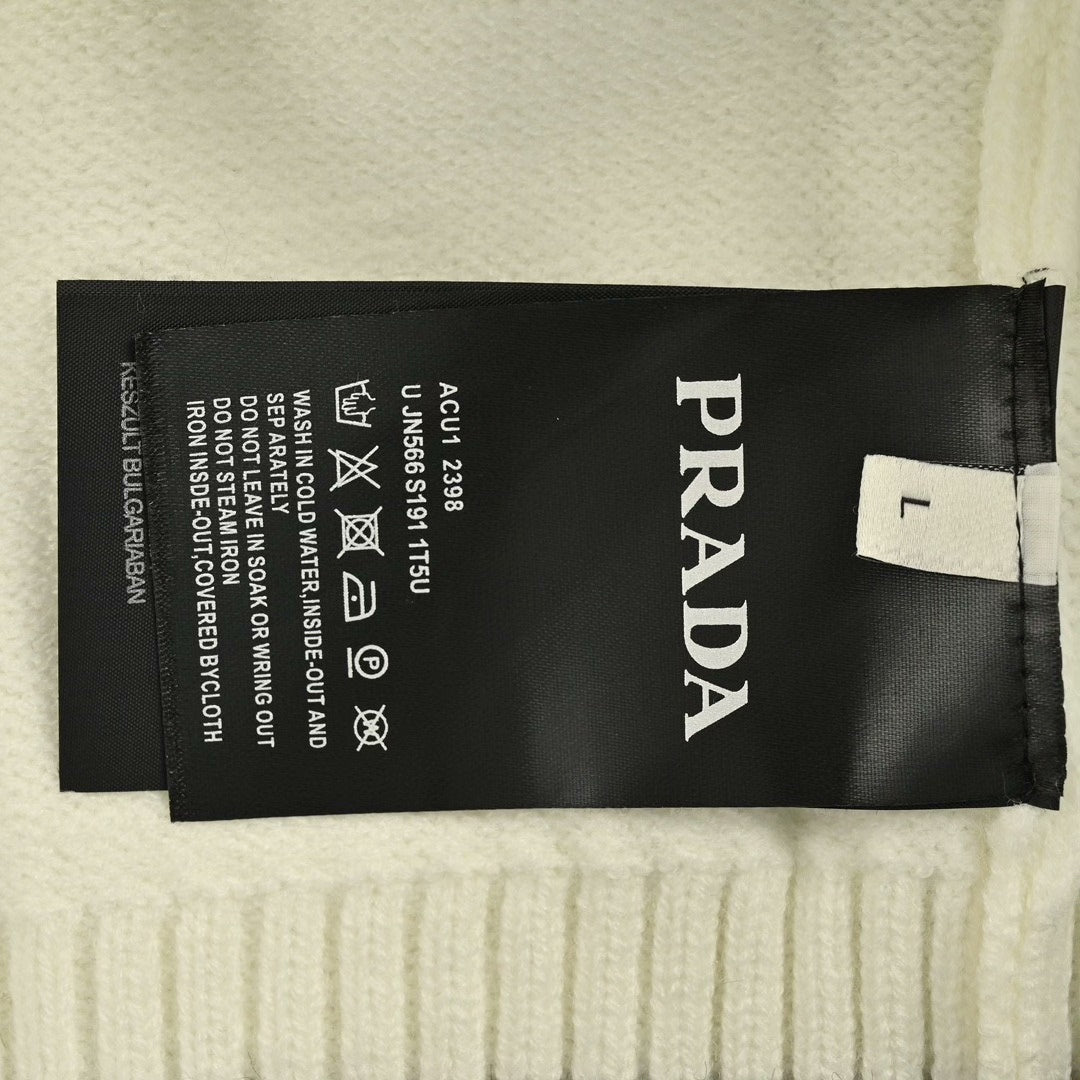 PRADA
L
ACU1 2398
U JN566 S191 1T5U
P
WASH IN COLD WATER,INSIDE-OUT AND
SEP ARATELY
DO NOT LEAVE IN SOAK OR WRING OUT
DO NOT STEAM IRON
IRON INSDE-OUT,COVERED BYCLOTH
KESZULT BULGARIABAN